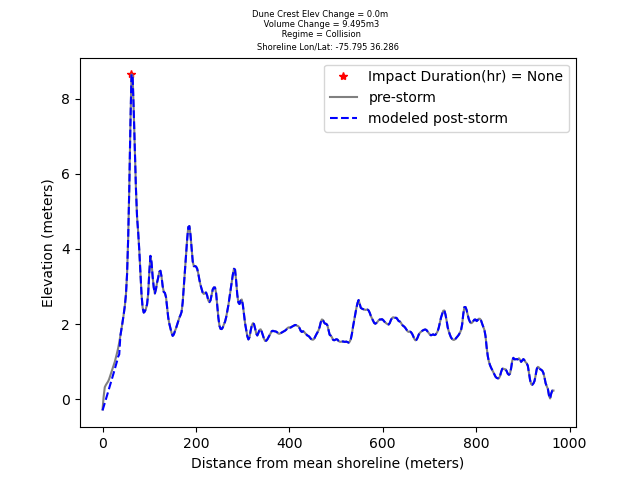 Dune Crest Elev Change = 0.0m
Volume Change = 9.495m3
Regime = Collision
Shoreline Lon/Lat: -75.795 36.286
Impact Duration(hr) = None
pre-storm
modeled post-storm
8
6
4
2
0
Elevation (meters)
0 200 400 600 800 1000
Distance from mean shoreline (meters)